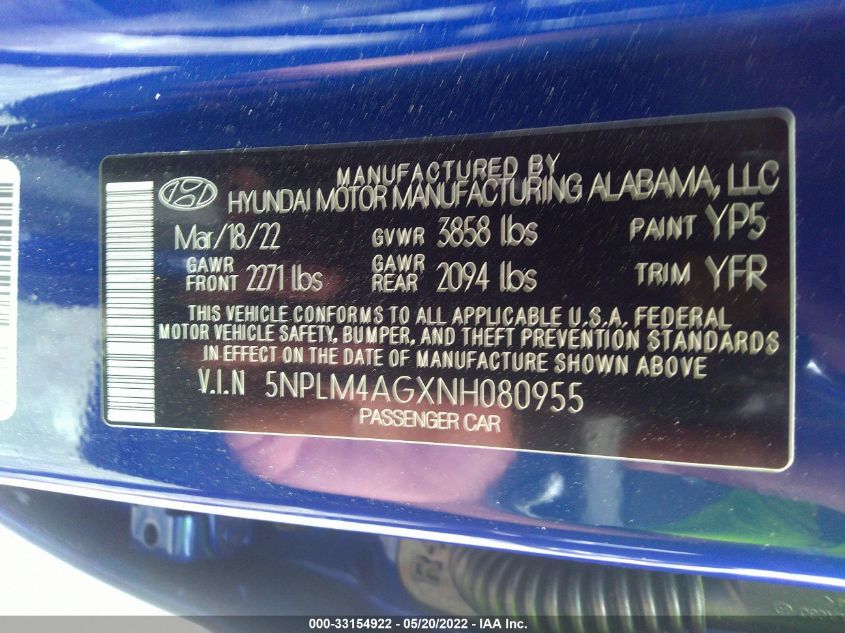 MANUFACTURED BY
HYUNDAI MOTOR MANUFACTURING ALABAMA, LLC
Mar/18/22 GVWR 3858 lbs PAINT YP5
GAWR FRONT 2271 lbs GAWR REAR 2094 lbs TRIM YFR
THIS VEHICLE CONFORMS TO ALL APPLICABLE U.S.A. FEDERAL
MOTOR VEHICLE SAFETY, BUMPER, AND THEFT PREVENTION STANDARDS
IN EFFECT ON THE DATE OF MANUFACTURE SHOWN ABOVE
V.I.N 5NPLM4AGXNH080955
PASSENGER CAR
000-33154922 - 05/20/2022 - IAA Inc.